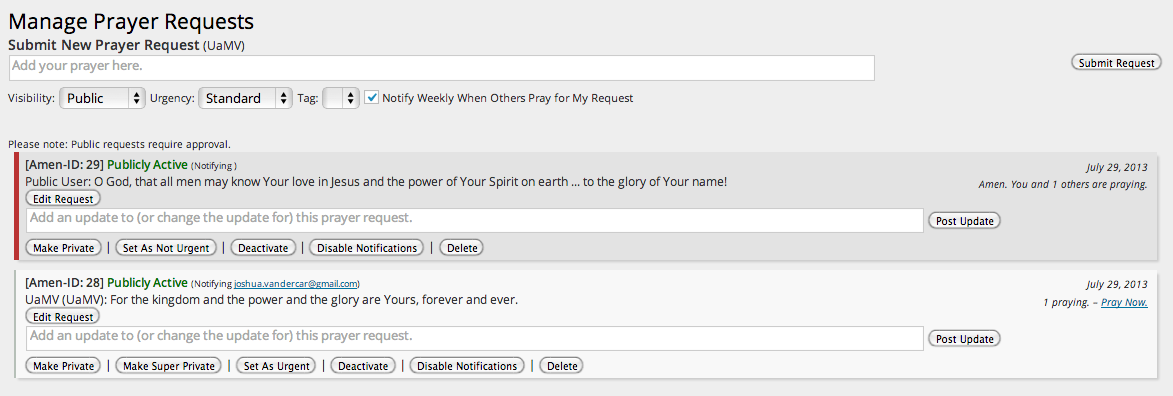 Manage Prayer Requests
Submit New Prayer Request (UaMV)
Add your prayer here.
Submit Request
Visibility: Public Urgency: Standard Tag: Notify Weekly When Others Pray for My Request
Please note: Public requests require approval.
[Amen-ID: 29] Publicly Active (Notifying )
July 29, 2013
Public User: O God, that all men may know Your love in Jesus and the power of Your Spirit on earth ... to the glory of Your name!
Amen. You and 1 others are praying.
Edit Request
Add an update to (or change the update for) this prayer request.
Post Update
Make Private | Set As Not Urgent | Deactivate | Disable Notifications | Delete
[Amen-ID: 28] Publicly Active (Notifying joshua.vandercar@gmail.com)
July 29, 2013
UaMV (UaMV): For the kingdom and the power and the glory are Yours, forever and ever.
1 praying. – Pray Now.
Edit Request
Add an update to (or change the update for) this prayer request.
Post Update
Make Private | Make Super Private | Set As Urgent | Deactivate | Disable Notifications | Delete